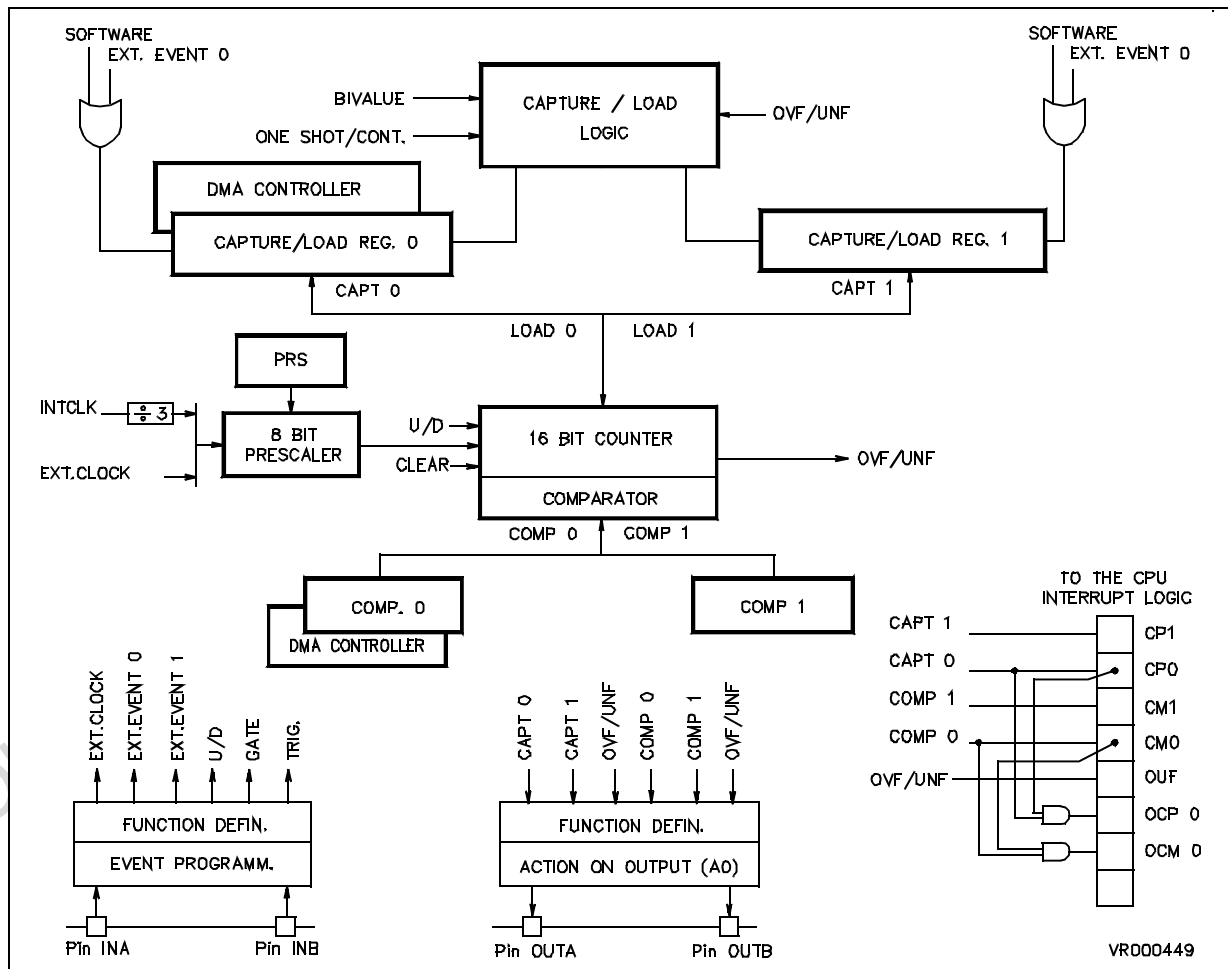 SOFTWARE
EXT. EVENT 0
SOFTWARE
EXT. EVENT 0
BIVALUE
ONE SHOT/CONT.
CAPTURE / LOAD
LOGIC
OVF/UNF
DMA CONTROLLER
CAPTURE/LOAD REG. 0
CAPTURE/LOAD REG. 1
CAPT 0
CAPT 1
LOAD 0
LOAD 1
PRS
INTCLK
÷ 3
8 BIT
PRESCALER
EXT.CLOCK
U/D
CLEAR
16 BIT COUNTER
COMPARATOR
OVF/UNF
COMP 0
COMP 1
COMP. 0
DMA CONTROLLER
COMP 1
TO THE CPU
INTERRUPT LOGIC
CAPT 1
CP1
CAPT 0
CP0
COMP 1
CM1
COMP 0
CM0
OVF/UNF
OUF
OCP 0
OCM 0
EXT.CLOCK
EXT.EVENT 0
EXT.EVENT 1
U/D
GATE
TRIG.
FUNCTION DEFIN.
EVENT PROGRAMM.
Pin INA
Pin INB
CAPT 0
CAPT 1
OVF/UNF
COMP 0
COMP 1
OVF/UNF
FUNCTION DEFIN.
ACTION ON OUTPUT (AO)
Pin OUTA
Pin OUTB
VR000449